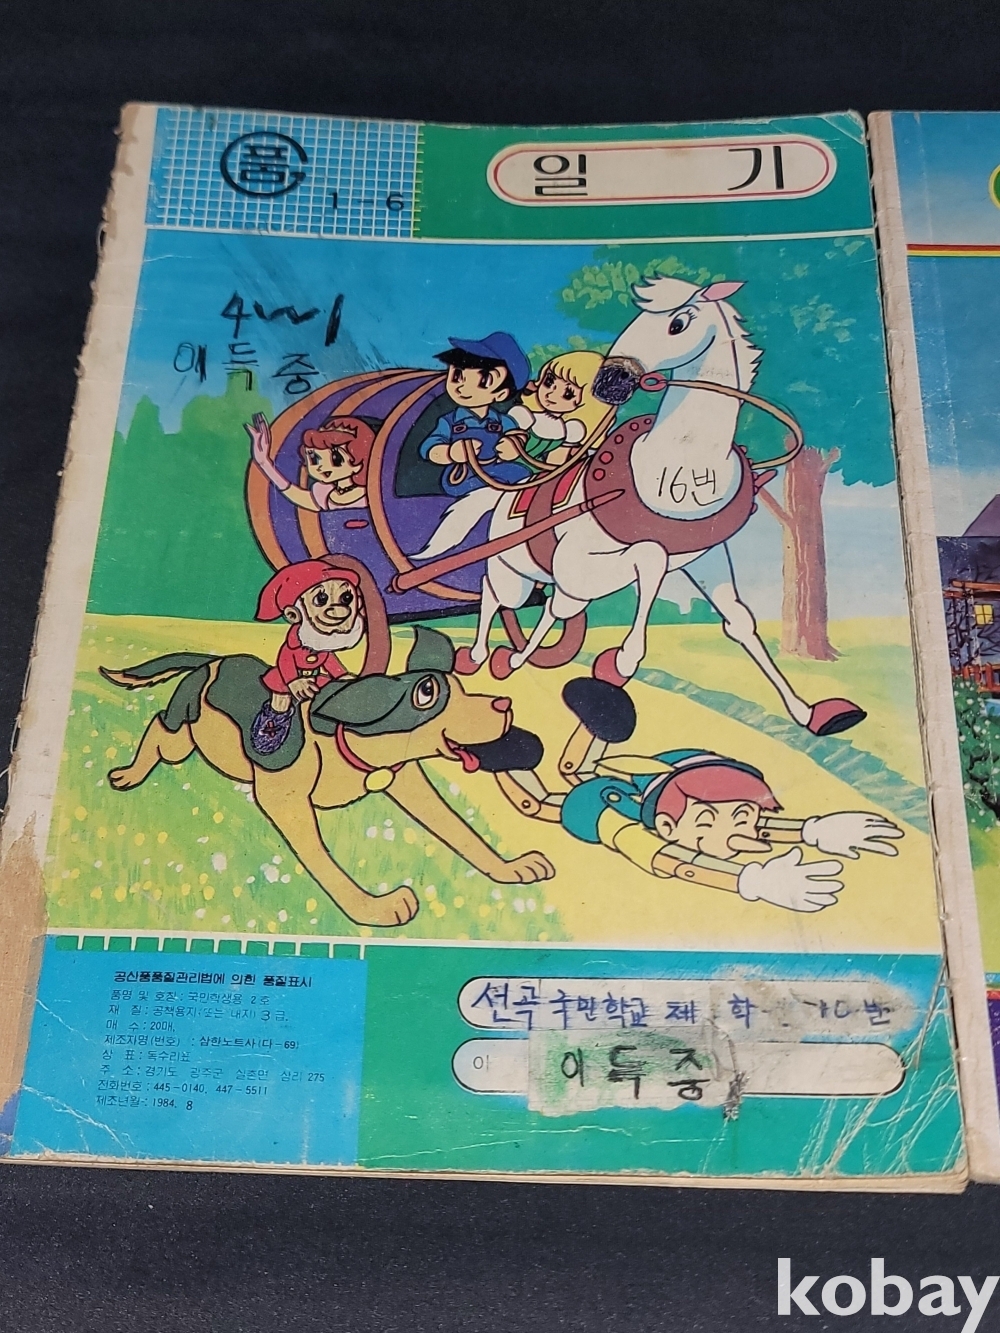 품
1-6
일 기
이득중
16번
공산품품질관리법에 의한 품질표시
품명 및 호칭 : 국민학생용 2호
재 질 : 공책용지(또는 내지) 3급
매 수 : 20매
제조자명(번호) : 삼한노트사(다-69)
상 표 : 독수리표
주 소 : 경기도 광주군 실촌면 삼리 275
전화번호 : 445-0140, 447-5511
제조년월 : 1984. 8
선곡 국민학교 제 학
이
이득중
kobay